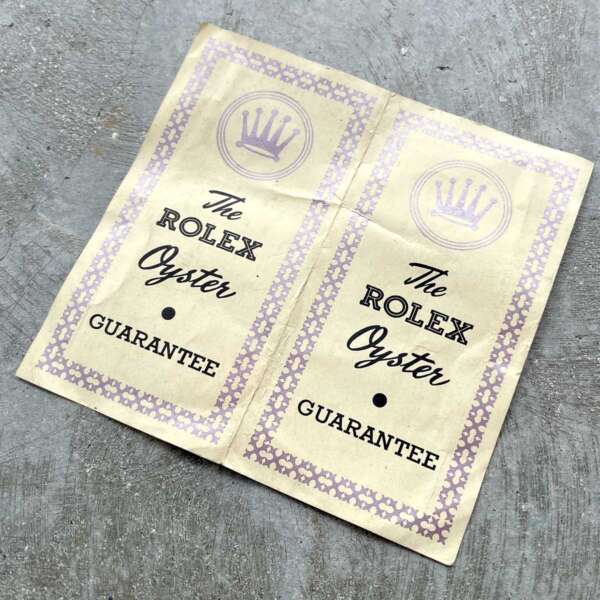 The
ROLEX
Oyster
●
GUARANTEE
The
ROLEX
Oyster
●
GUARANTEE